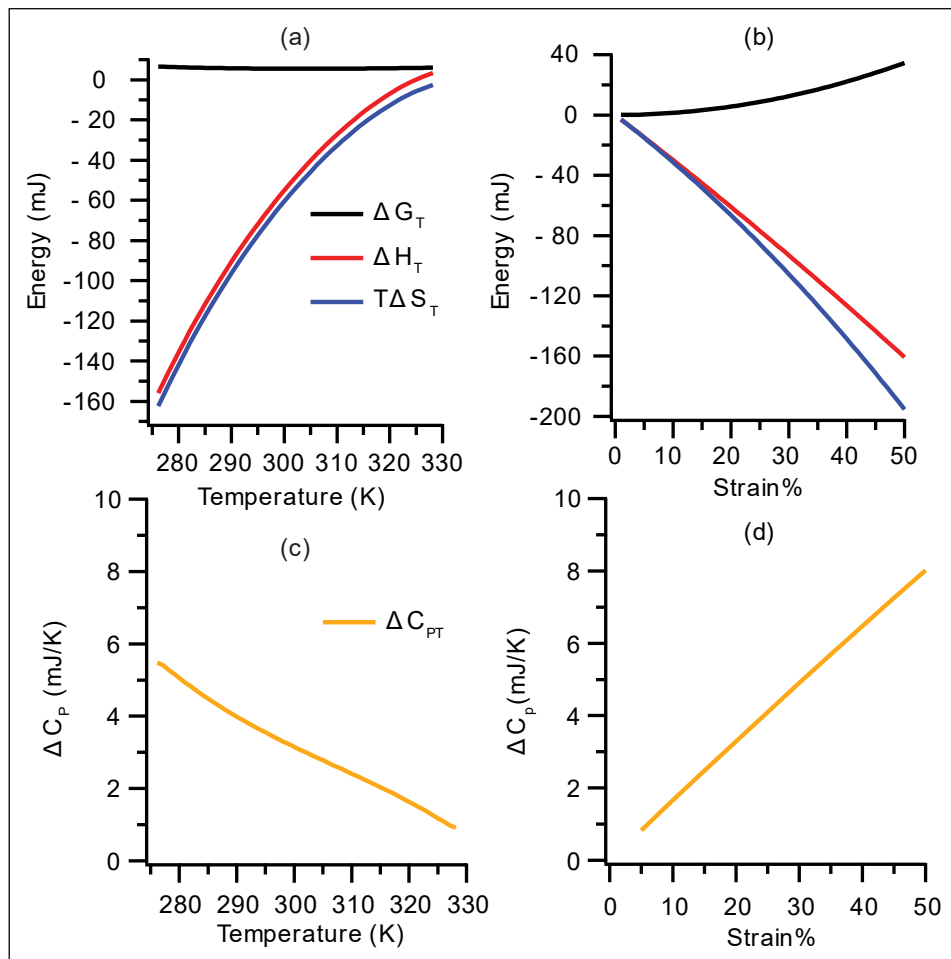 (a)
Energy (mJ)
0
- 20
- 40
- 60
- 80
-100
-120
-140
-160
Δ G_T
Δ H_T
TΔ S_T
280 290 300 310 320 330
Temperature (K)
(b)
Energy (mJ)
40
0
- 40
- 80
-120
-160
-200
0 10 20 30 40 50
Strain%
(c)
Δ C_P (mJ/K)
10
8
6
4
2
0
Δ C_PT
280 290 300 310 320 330
Temperature (K)
(d)
Δ C_p (mJ/K)
10
8
6
4
2
0
0 10 20 30 40 50
Strain%